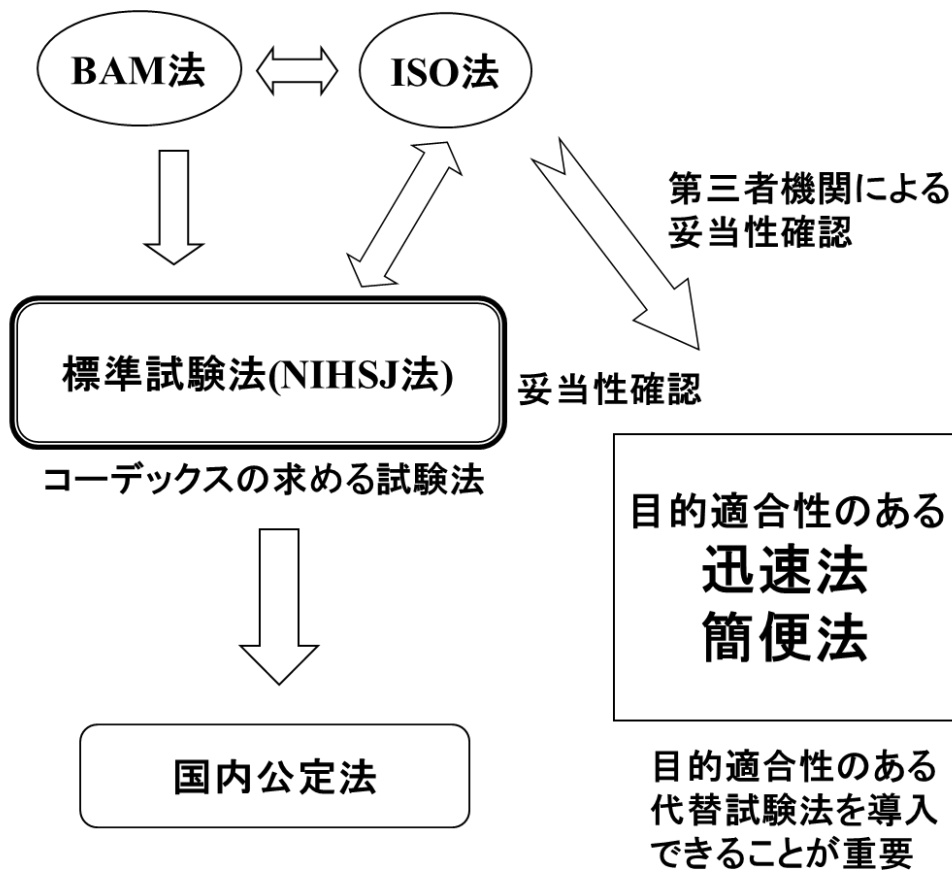 BAM法
ISO法
第三者機関による
妥当性確認
標準試験法(NIHSJ法)
妥当性確認
コーデックスの求める試験法
目的適合性のある
迅速法
簡便法
国内公定法
目的適合性のある
代替試験法を導入
できることが重要